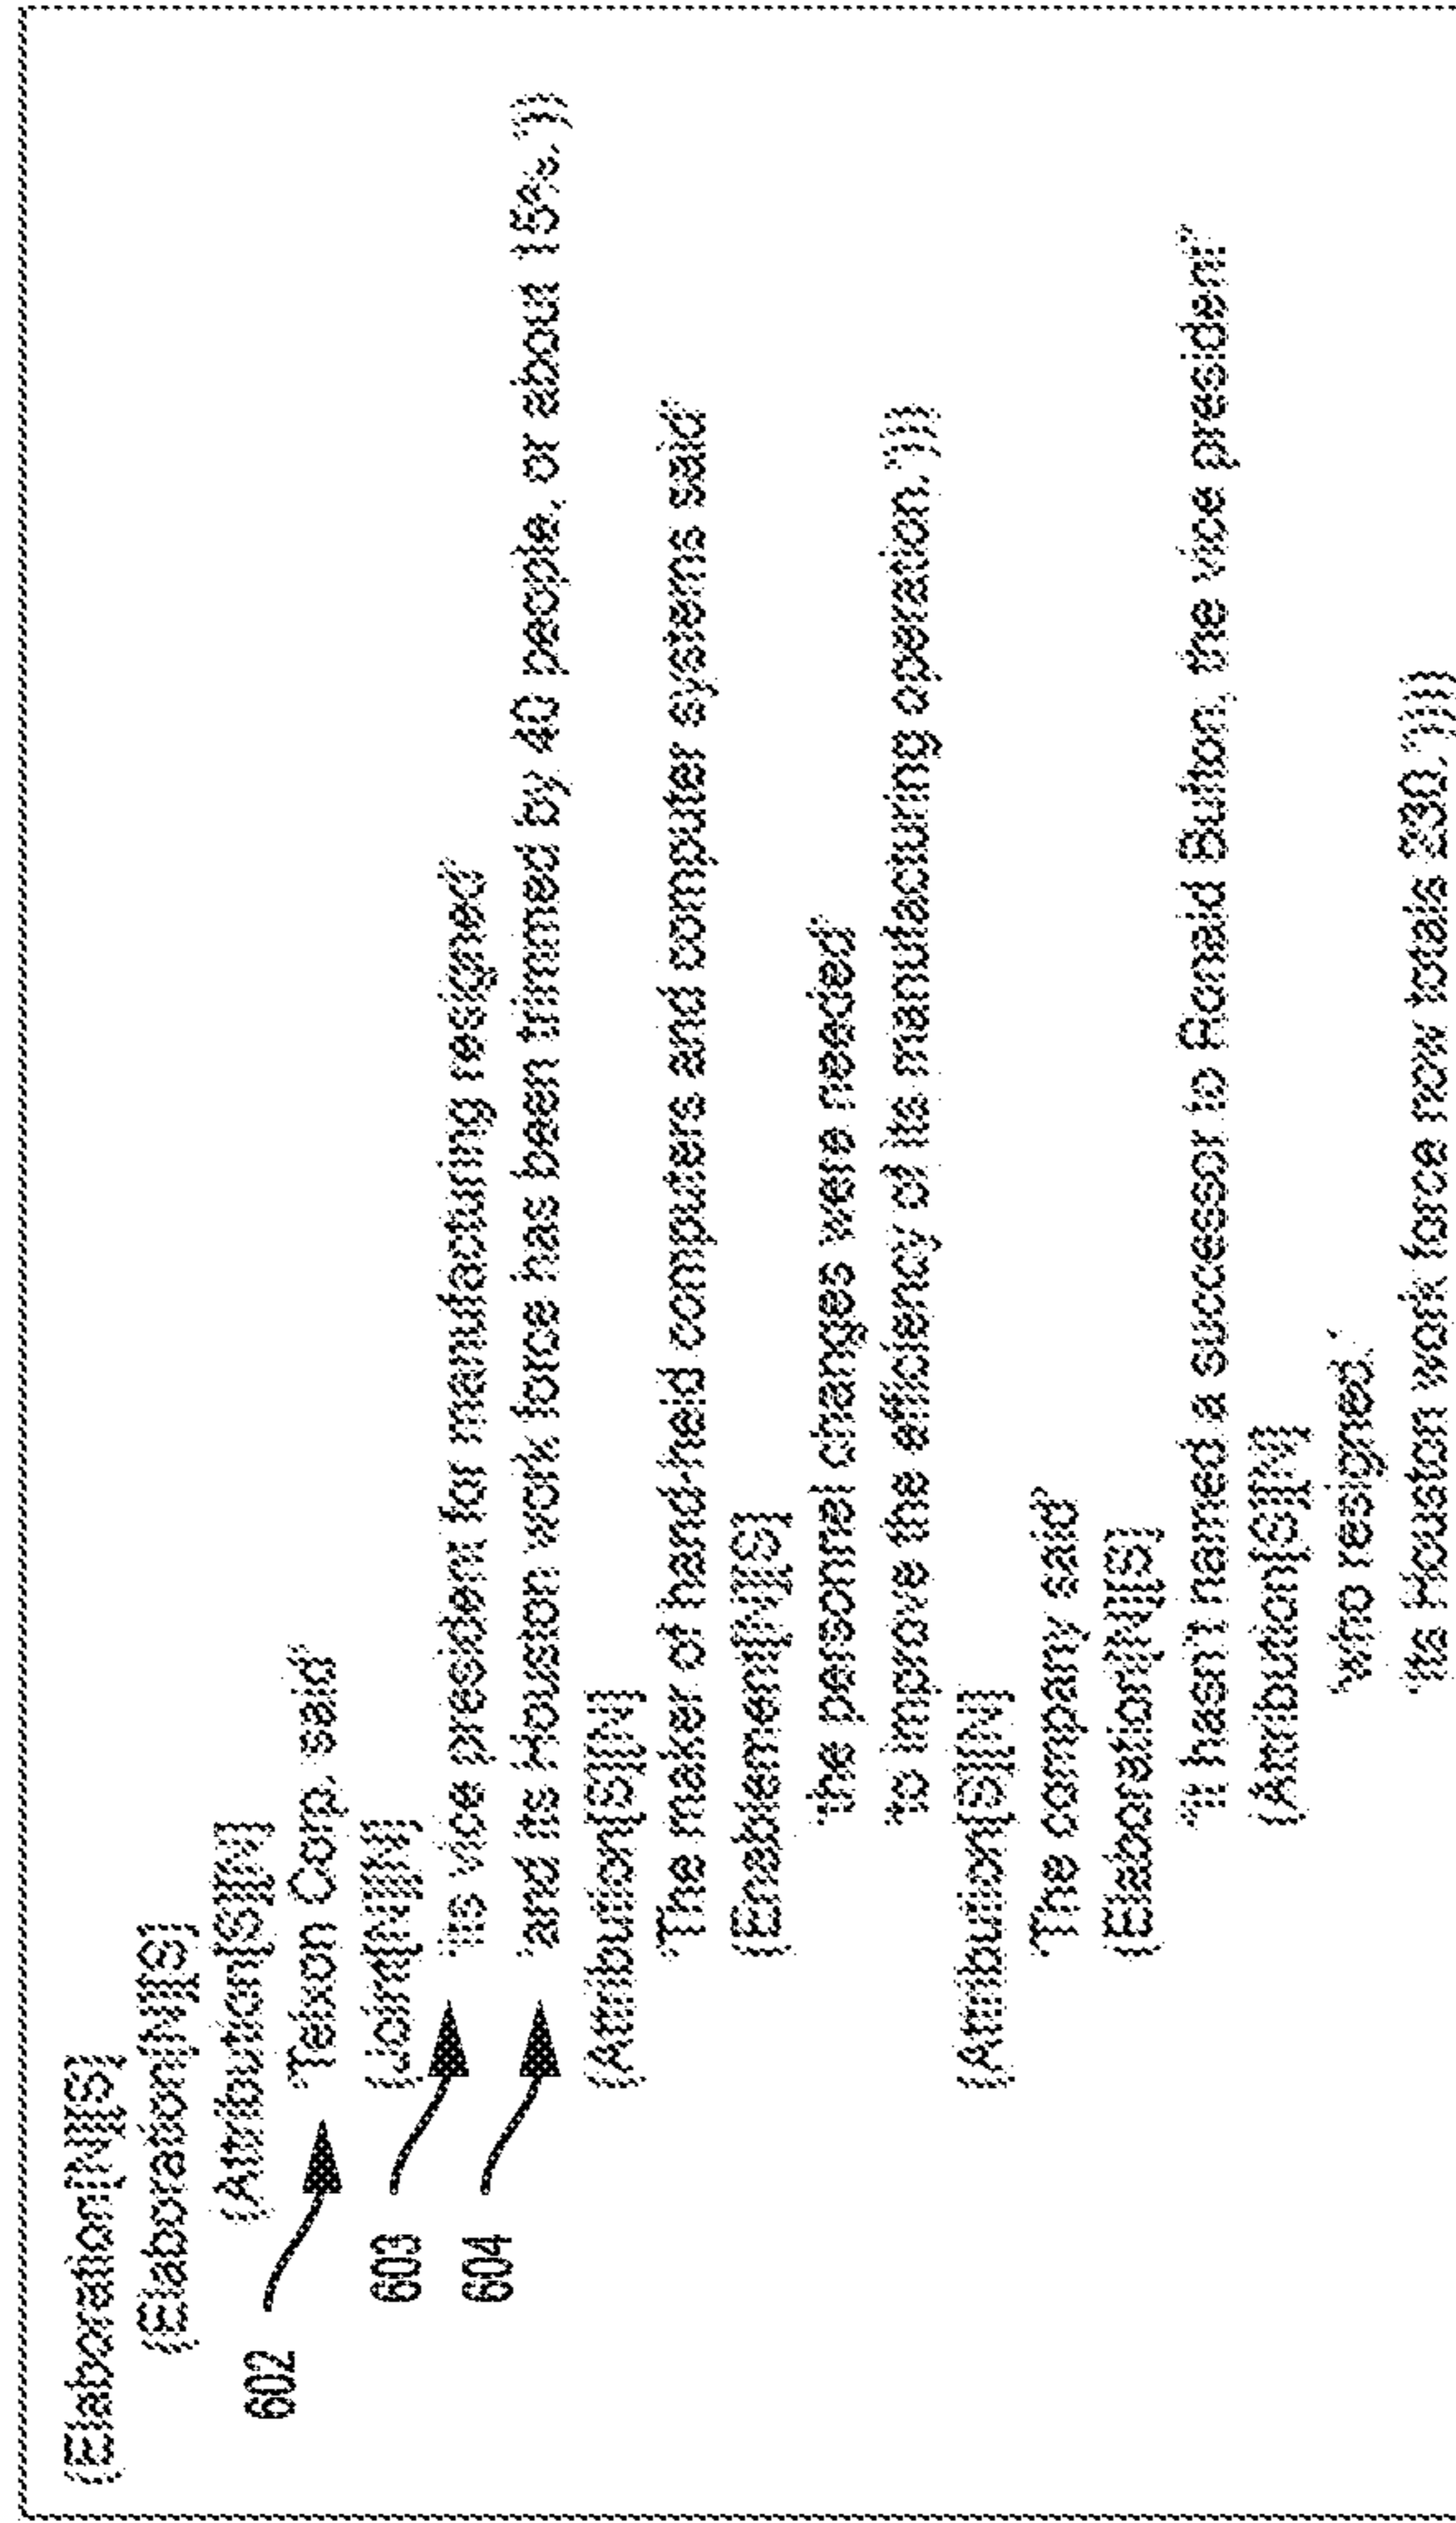 (Elaboration[N][S]
(Elaboration[N][S]
(Attribution[S][N]
602
'Telxon Corp. said'
(Joint[N][N]
603
'its vice president for manufacturing resigned'
604
'and its Houston work force has been trimmed by 40 people, or about 15%.'))
(Attribution[S][N]
'The maker of hand-held computers and computer systems said'
(Enablement[N][S]
'the personnel changes were needed'
'to improve the efficiency of its manufacturing operation.')))
(Attribution[S][N]
'The company said'
(Elaboration[N][S]
"it hasn't named a successor to Ronald Bufton, the vice president"
(Attribution[S][N]
'who resigned.'
'Its Houston work force now totals 230.')))))